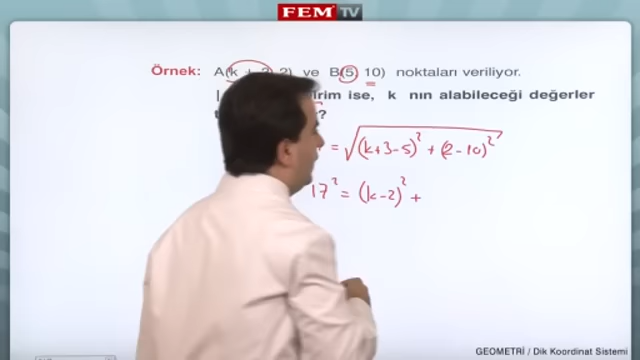 FEM TV
Örnek: A(k + 3, 2) ve B(5, 10) noktaları veriliyor.
ise, k nın alabileceği değerler
?
= √(k+3-5)² + (2-10)²
17² = (k-2)² +
GEOMETRİ / Dik Koordinat Sistemi